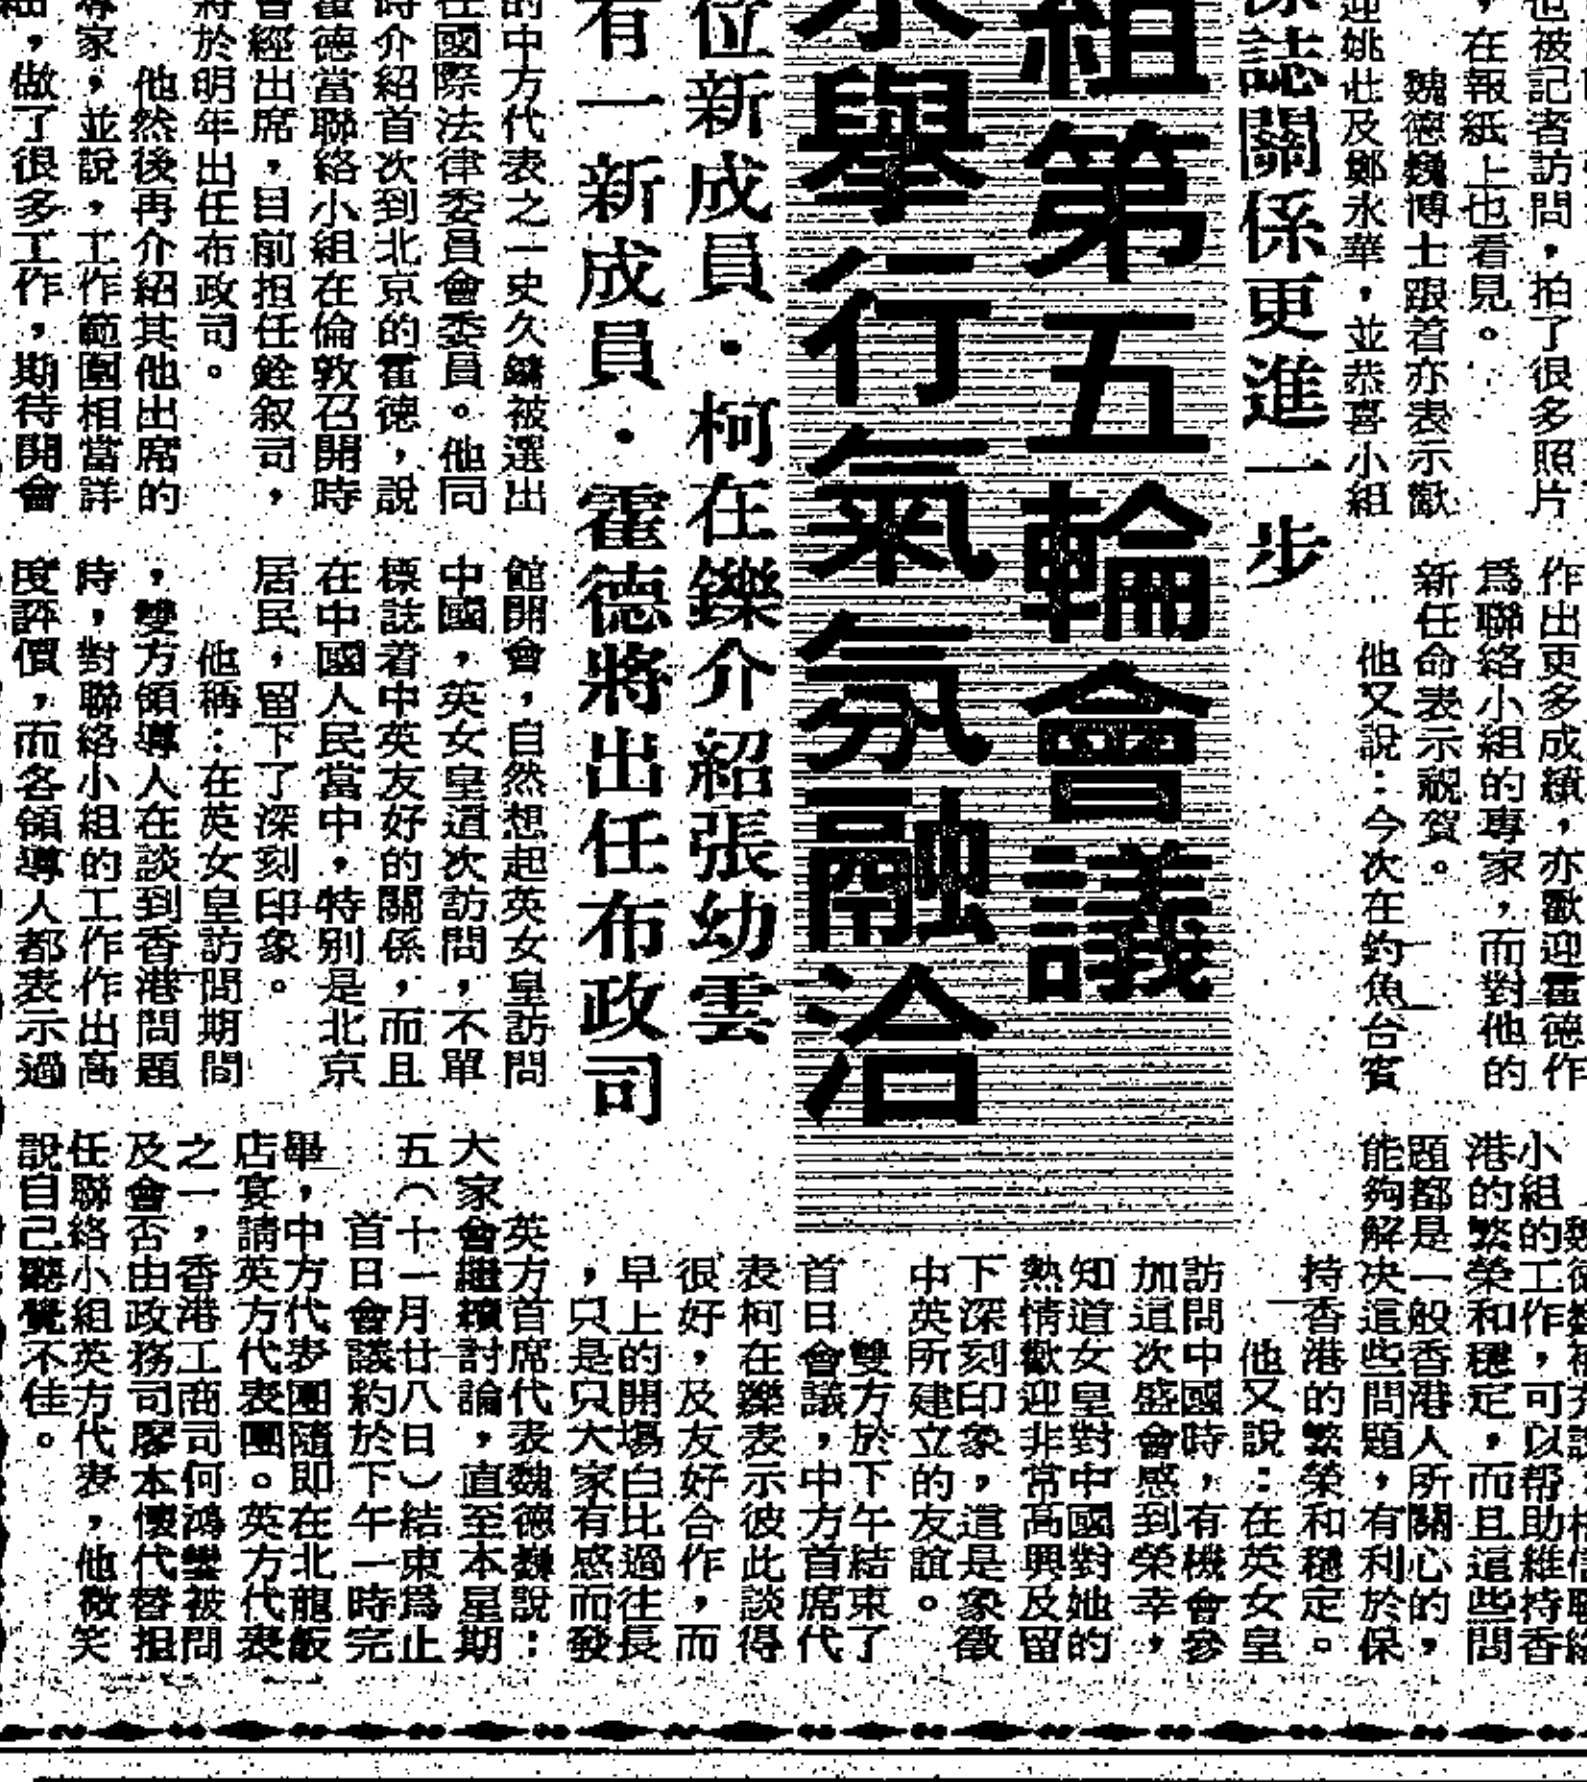 也被記者訪問，拍了很多照片
，在報紙上也看見。
魏德巍博士跟着亦表示歡
迎姚壯及鄭永華，並恭喜小組
誌關係更進一步
組第五輪會議
舉行氣氛融洽
位新成員．柯在鑠介紹張幼雲
有一新成員．霍德將出任布政司
的中方代表之一史久鏞被選出
任國際法律委員會委員。他同
時介紹首次到北京的霍德，說
霍德當聯絡小組在倫敦召開時
曾經出席，目前担任銓叙司，
將於明年出任布政司。
他然後再介紹其他出席的
專家，並說，工作範圍相當詳
細，做了很多工作，期待開會
作出更多成績，亦歡迎霍德作
爲聯絡小組的專家，而對他的
新任命表示祝賀。
他又說：今次在釣魚台賓
館開會，自然想起英女皇訪問
中國，英女皇這次訪問，不單
標誌着中英友好的關係，而且
在中國人民當中，特別是北京
居民，留下了深刻印象。
他稱：在英女皇訪問期間
，雙方領導人在談到香港問題
時，對聯絡小組的工作作出高
度評價，而各領導人都表示過
小組的工作，可以帮助維持香
港的繁榮和穩定，而且這些問
題都是一般香港人所關心的，
能夠解决這些問題，有利於保
持香港的繁榮和穩定。
他又說：在英女皇
訪問中國時，有機會參
加這次盛會感到榮幸，
知道女皇對中國對她的
熱情歡迎非常高興及留
下深刻印象，這是象徵
中英所建立的友誼。
雙方於下午結束了
首日會議，中方首席代
表柯在鑠表示彼此談得
很好，及友好合作，而
早上的開場白比過往長
，只是只大家有感而發
英方首席代表魏德巍說：
大家會繼續討論，直至本星期
五（十一月廿八日）結束爲止
首日會議約於下午一時完
畢，中方代表團隨即在北龍飯
店宴請英方代表團。英方代表
之一，香港工商司何鴻鑾被問
及會否由政務司廖本懷代替担
任聯絡小組英方代表，他微笑
說自己聽覺不佳。